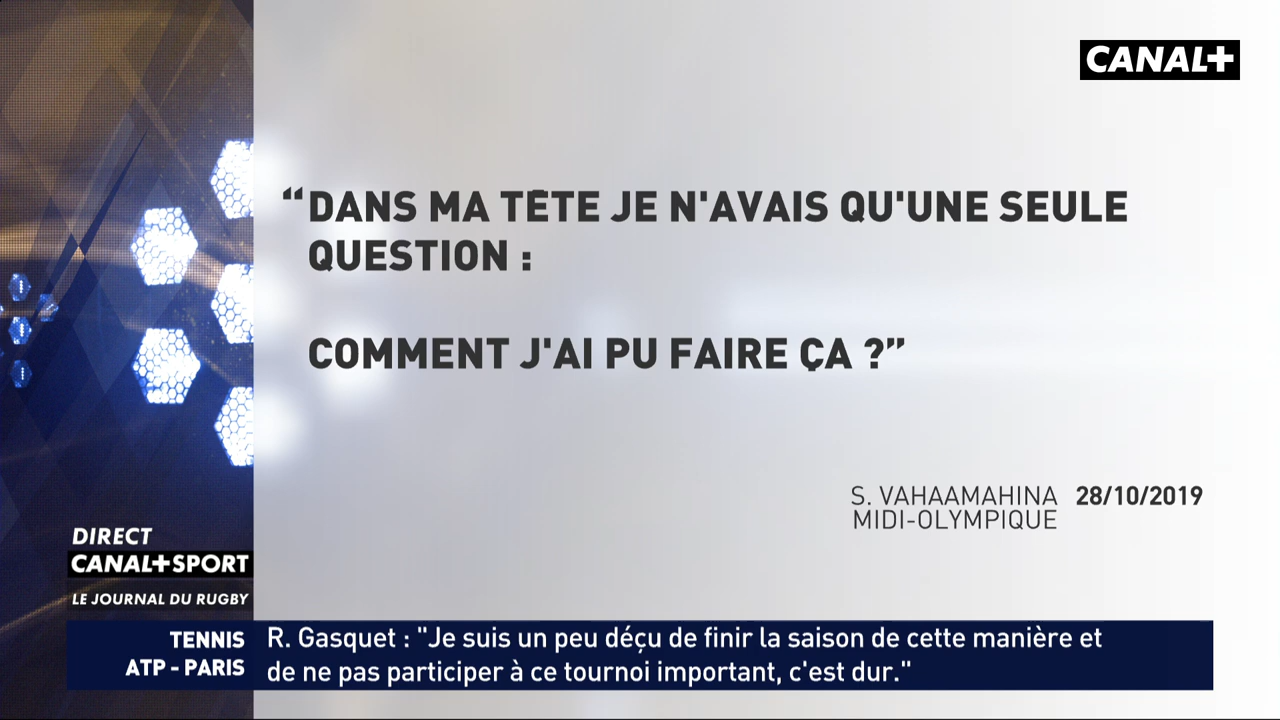 CANAL+
“DANS MA TÊTE JE N'AVAIS QU'UNE SEULE
QUESTION :
COMMENT J'AI PU FAIRE ÇA ?”
S. VAHAAMAHINA 28/10/2019
MIDI-OLYMPIQUE
DIRECT
CANAL+SPORT
LE JOURNAL DU RUGBY
TENNIS
ATP - PARIS
R. Gasquet : "Je suis un peu déçu de finir la saison de cette manière et
de ne pas participer à ce tournoi important, c'est dur."